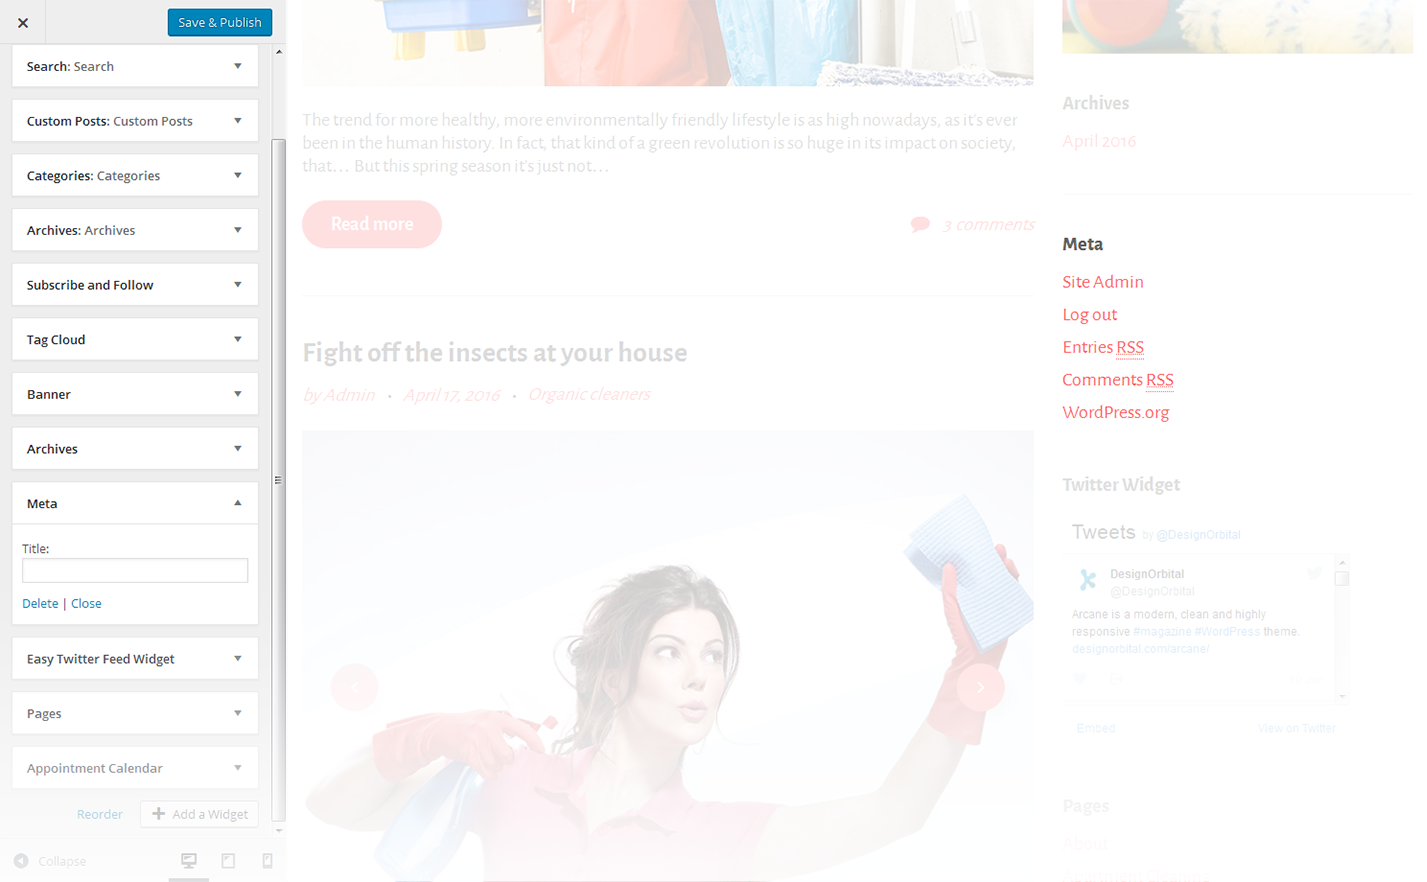 Save & Publish
Search: Search
Custom Posts: Custom Posts
Categories: Categories
Archives: Archives
Subscribe and Follow
Tag Cloud
Banner
Archives
Meta
Title:
Delete | Close
Easy Twitter Feed Widget
Pages
Appointment Calendar
Reorder
Add a Widget
Collapse
The trend for more healthy, more environmentally friendly lifestyle is as high nowadays, as it's ever
been in the human history. In fact, that kind of a green revolution is so huge in its impact on society,
that… But this spring season it's just not…
Read more
3 comments
Fight off the insects at your house
by Admin • April 17, 2016 • Organic cleaners
Archives
April 2016
Meta
Site Admin
Log out
Entries RSS
Comments RSS
WordPress.org
Twitter Widget
Tweets by @DesignOrbital
DesignOrbital
@DesignOrbital
Arcane is a modern, clean and highly
responsive #magazine #WordPress theme.
designorbital.com/arcane/
Embed
View on Twitter
Pages
About